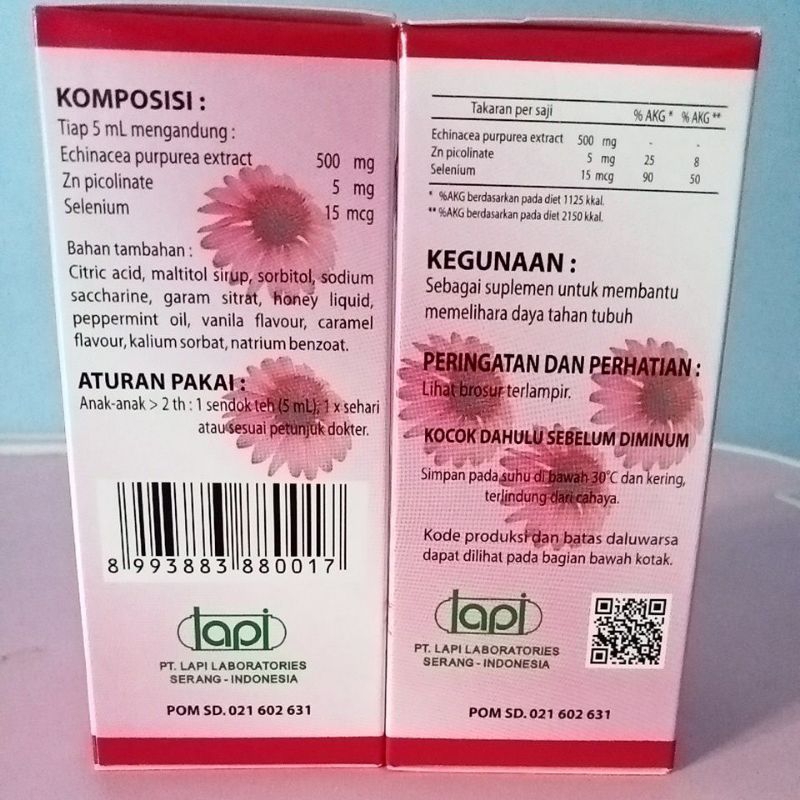 KOMPOSISI :
Tiap 5 mL mengandung :
Echinacea purpurea extract 500 mg
Zn picolinate 5 mg
Selenium 15 mcg
Bahan tambahan :
Citric acid, maltitol sirup, sorbitol, sodium
saccharine, garam sitrat, honey liquid,
peppermint oil, vanila flavour, caramel
flavour, kalium sorbat, natrium benzoat.
ATURAN PAKAI :
Anak-anak > 2 th : 1 sendok teh (5 mL), 1 x sehari
atau sesuai petunjuk dokter.
8 993883 880017
lapi
PT. LAPI LABORATORIES
SERANG - INDONESIA
POM SD. 021 602 631
Takaran per saji % AKG * % AKG **
Echinacea purpurea extract 500 mg - -
Zn picolinate 5 mg 25 8
Selenium 15 mcg 90 50
* %AKG berdasarkan pada diet 1125 kkal.
** %AKG berdasarkan pada diet 2150 kkal.
KEGUNAAN :
Sebagai suplemen untuk membantu
memelihara daya tahan tubuh
PERINGATAN DAN PERHATIAN :
Lihat brosur terlampir.
KOCOK DAHULU SEBELUM DIMINUM
Simpan pada suhu di bawah 30°C dan kering,
terlindung dari cahaya.
Kode produksi dan batas daluwarsa
dapat dilihat pada bagian bawah kotak.
lapi
PT. LAPI LABORATORIES
SERANG - INDONESIA
POM SD. 021 602 631